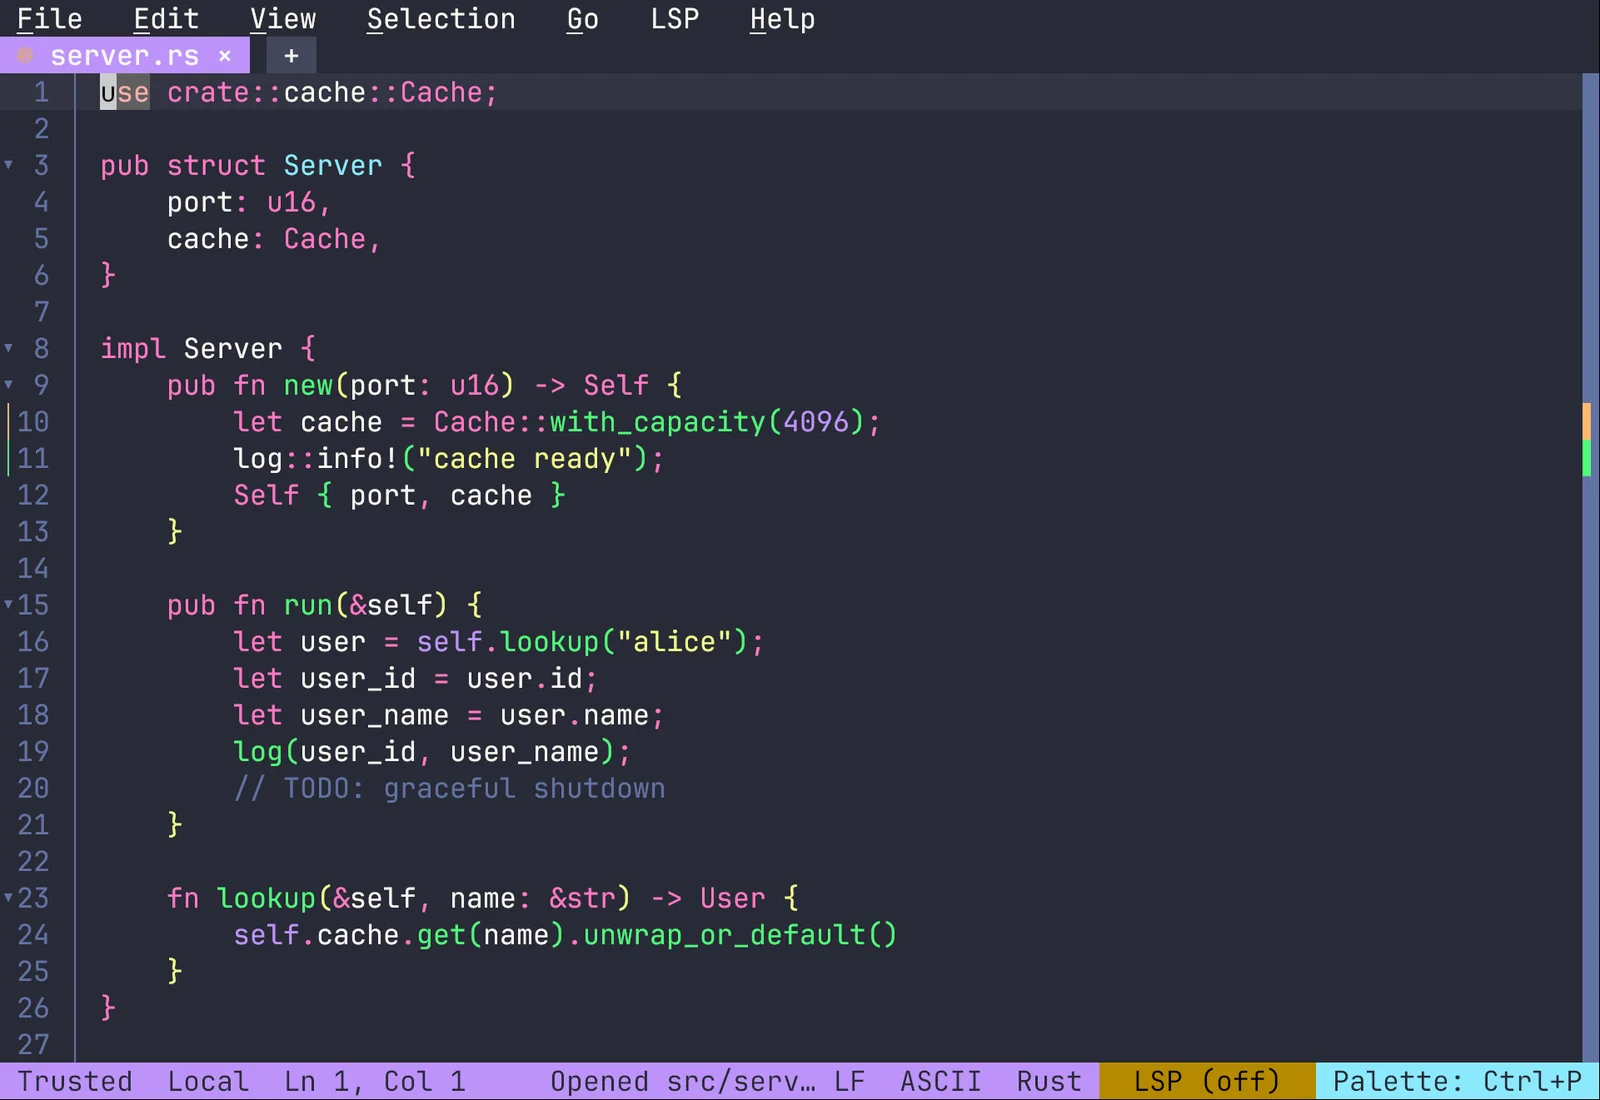 File Edit View Selection Go LSP Help
server.rs × +
1 use crate::cache::Cache;
2
3 pub struct Server {
4     port: u16,
5     cache: Cache,
6 }
7
8 impl Server {
9     pub fn new(port: u16) -> Self {
10         let cache = Cache::with_capacity(4096);
11         log::info!("cache ready");
12         Self { port, cache }
13     }
14
15     pub fn run(&self) {
16         let user = self.lookup("alice");
17         let user_id = user.id;
18         let user_name = user.name;
19         log(user_id, user_name);
20         // TODO: graceful shutdown
21     }
22
23     fn lookup(&self, name: &str) -> User {
24         self.cache.get(name).unwrap_or_default()
25     }
26 }
27
Trusted Local Ln 1, Col 1 Opened src/serv… LF ASCII Rust LSP (off) Palette: Ctrl+P